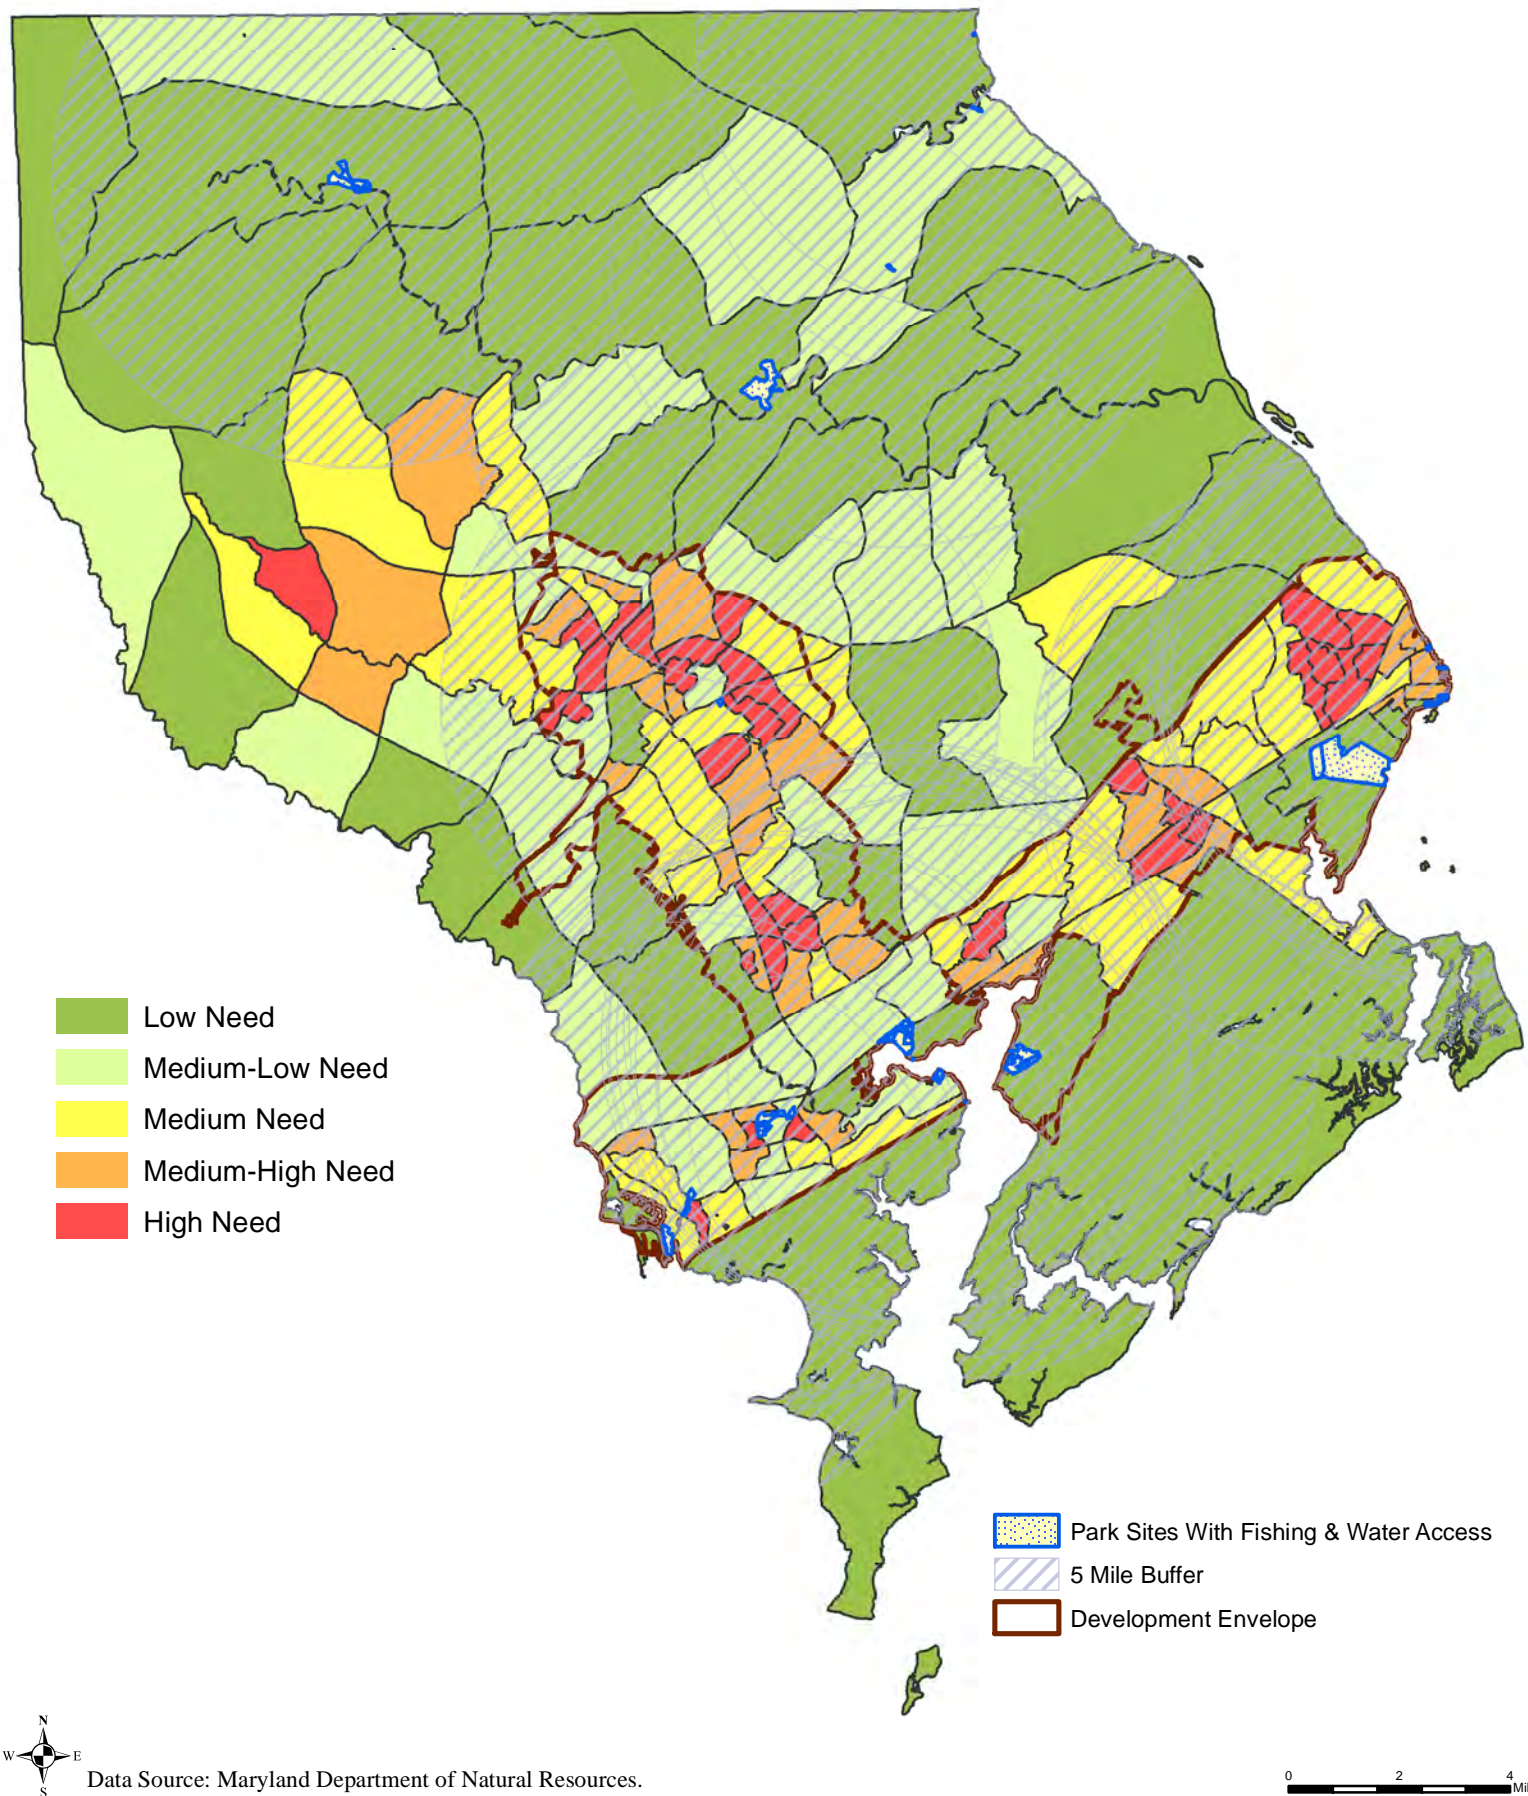 Low Need
Medium-Low Need
Medium Need
Medium-High Need
High Need
Park Sites With Fishing & Water Access
5 Mile Buffer
Development Envelope
N
W E
S
Data Source: Maryland Department of Natural Resources.
0 2 4
Mil